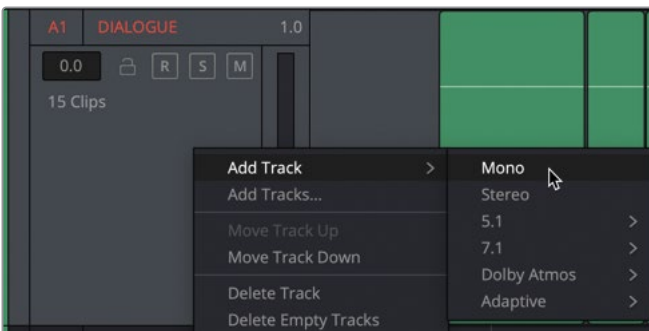 A1 DIALOGUE 1.0
0.0 R S M
15 Clips
Add Track >
Add Tracks...
Move Track Up
Move Track Down
Delete Track
Delete Empty Tracks
Mono
Stereo
5.1 >
7.1 >
Dolby Atmos >
Adaptive >